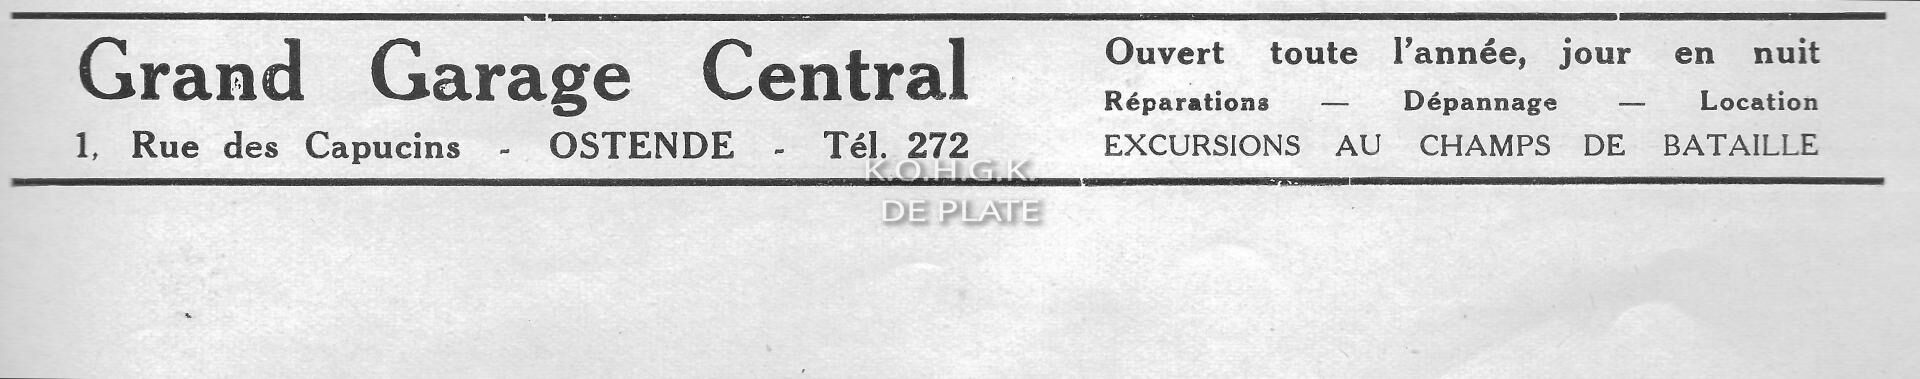 Grand Garage Central
1, Rue des Capucins - OSTENDE - Tél. 272
Ouvert toute l'année, jour en nuit
Réparations — Dépannage — Location
EXCURSIONS AU CHAMPS DE BATAILLE
K.O.H.G.K.
DE PLATE